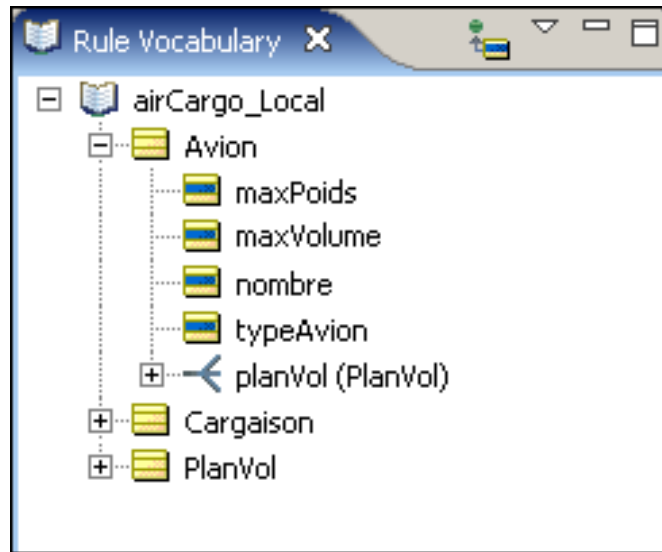 Rule Vocabulary
airCargo_Local
Avion
maxPoids
maxVolume
nombre
typeAvion
planVol (PlanVol)
Cargaison
PlanVol